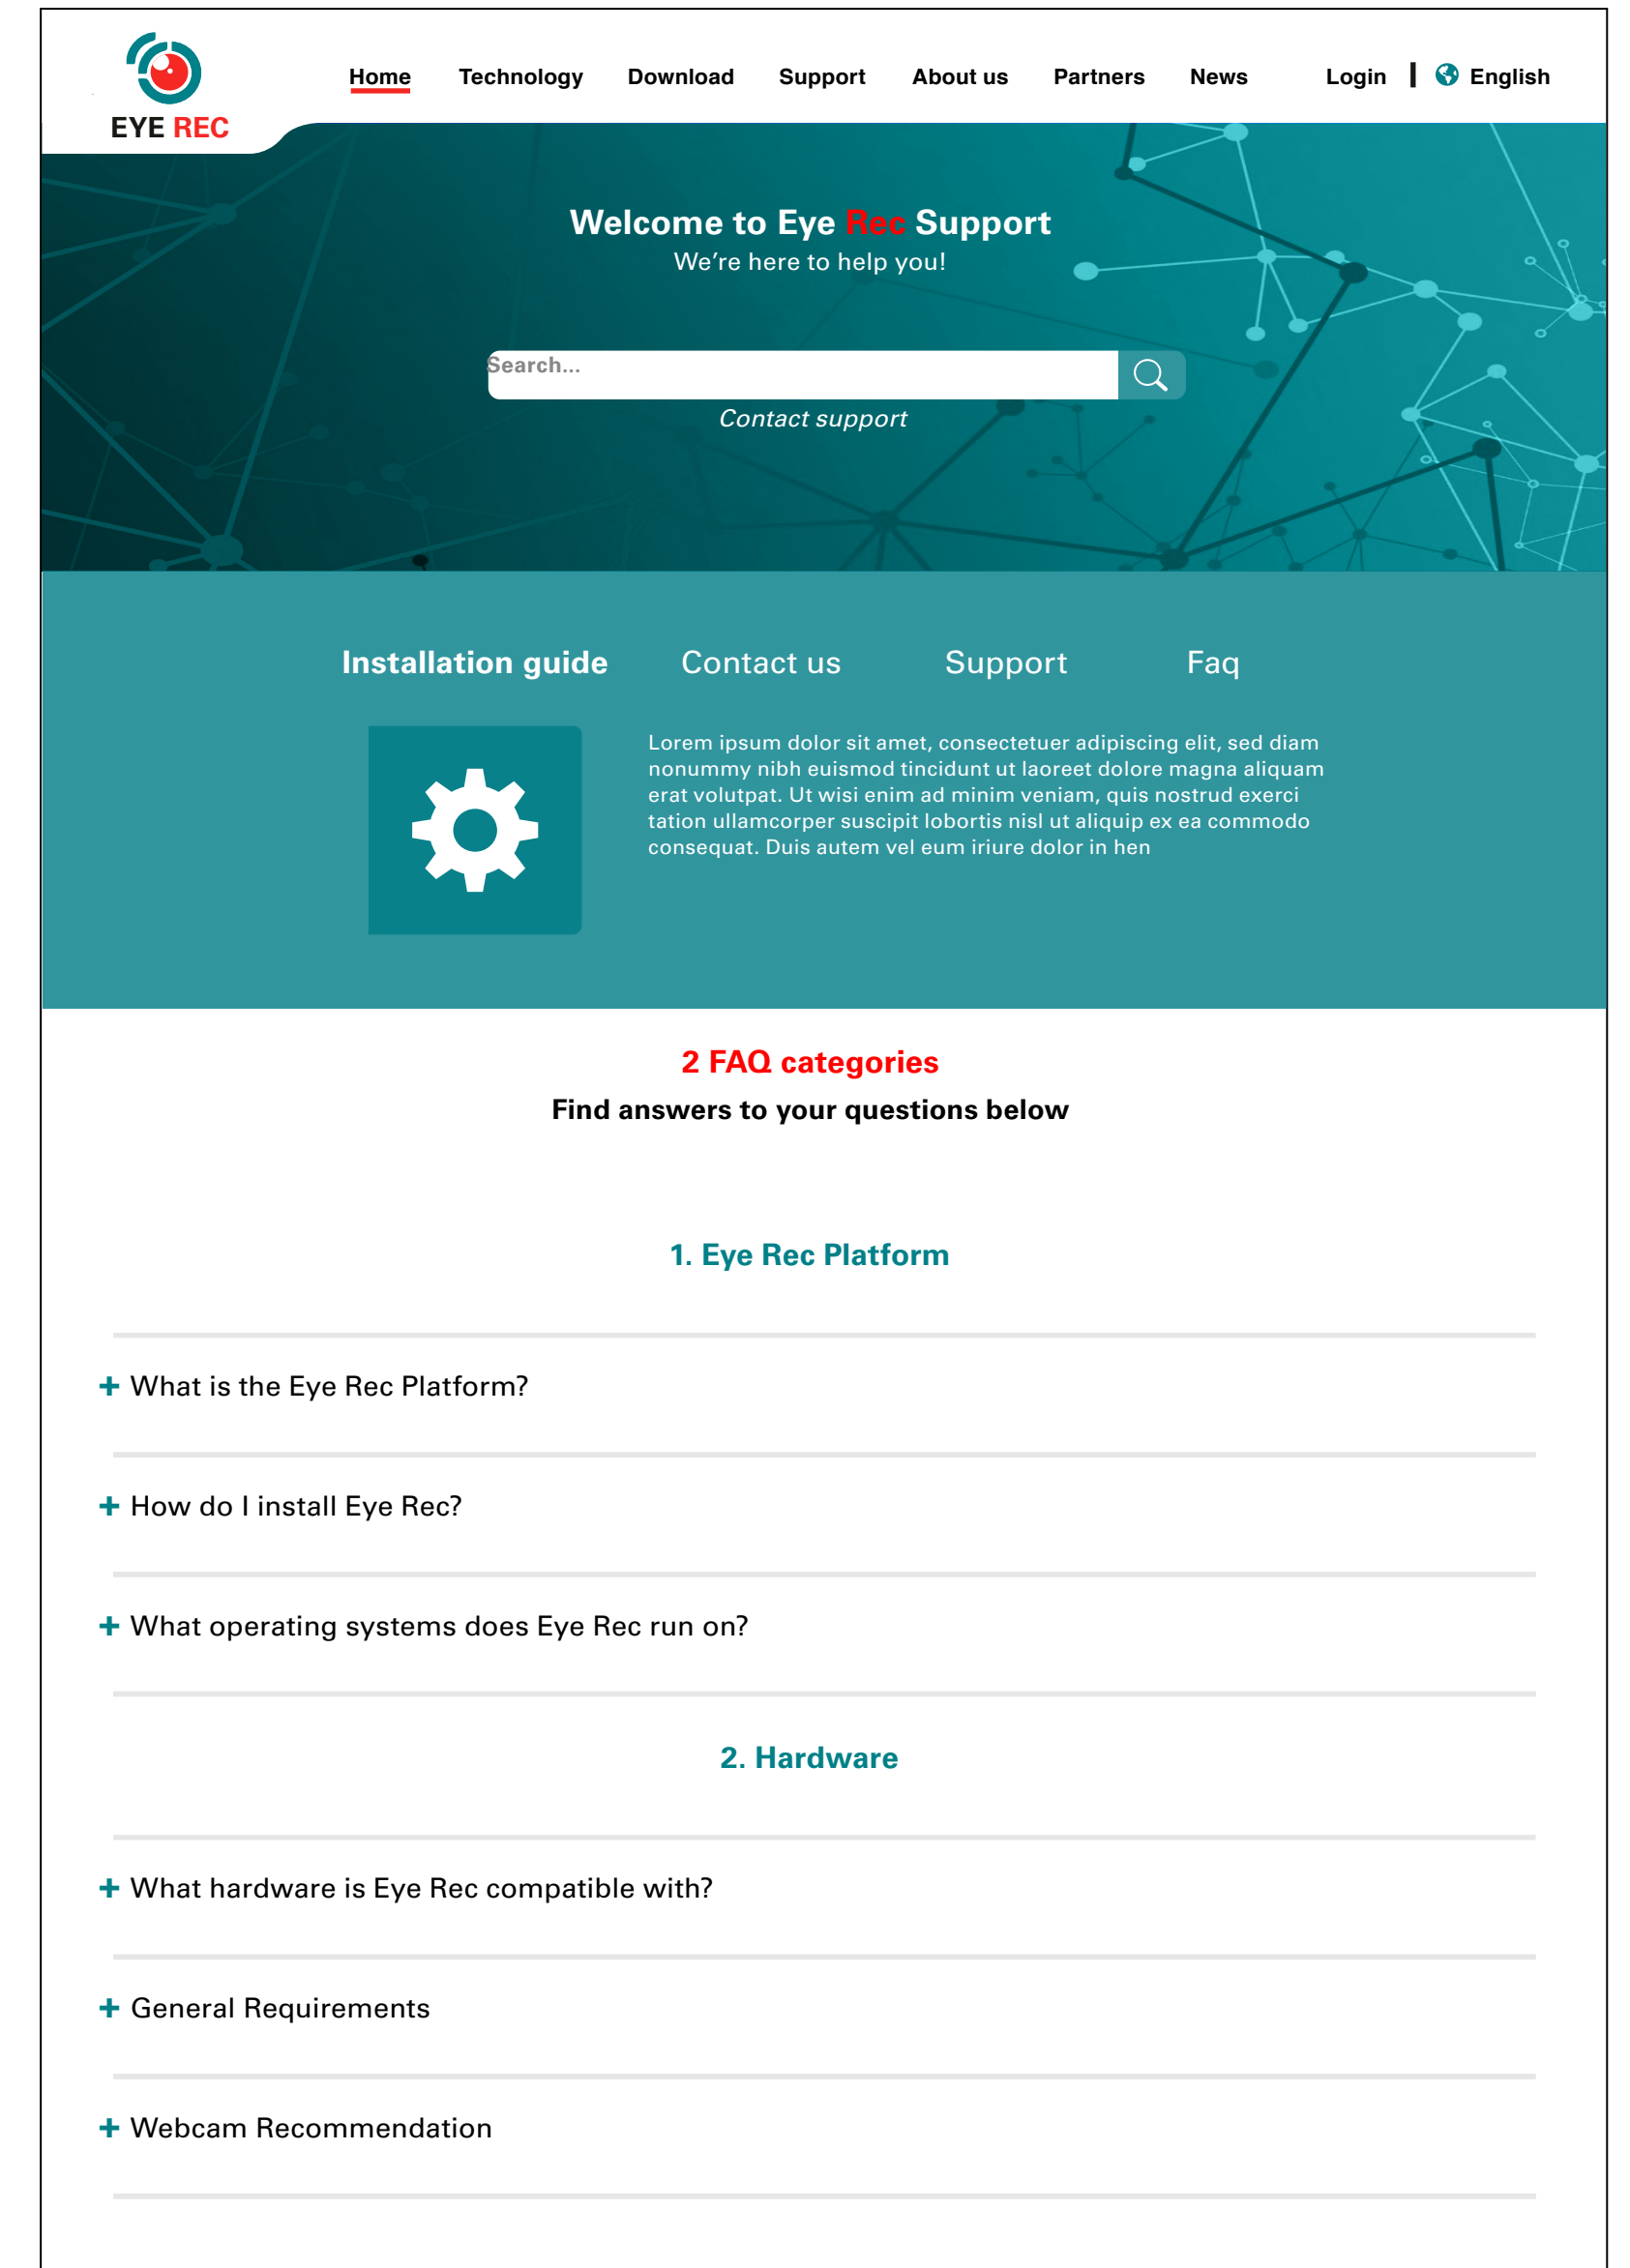 EYE REC
Home Technology Download Support About us Partners News Login | English
Welcome to Eye Rec Support
We’re here to help you!
Search...
Contact support
Installation guide Contact us Support Faq
Lorem ipsum dolor sit amet, consectetuer adipiscing elit, sed diam
nonummy nibh euismod tincidunt ut laoreet dolore magna aliquam
erat volutpat. Ut wisi enim ad minim veniam, quis nostrud exerci
tation ullamcorper suscipit lobortis nisl ut aliquip ex ea commodo
consequat. Duis autem vel eum iriure dolor in hen
2 FAQ categories
Find answers to your questions below
1. Eye Rec Platform
+ What is the Eye Rec Platform?
+ How do I install Eye Rec?
+ What operating systems does Eye Rec run on?
2. Hardware
+ What hardware is Eye Rec compatible with?
+ General Requirements
+ Webcam Recommendation